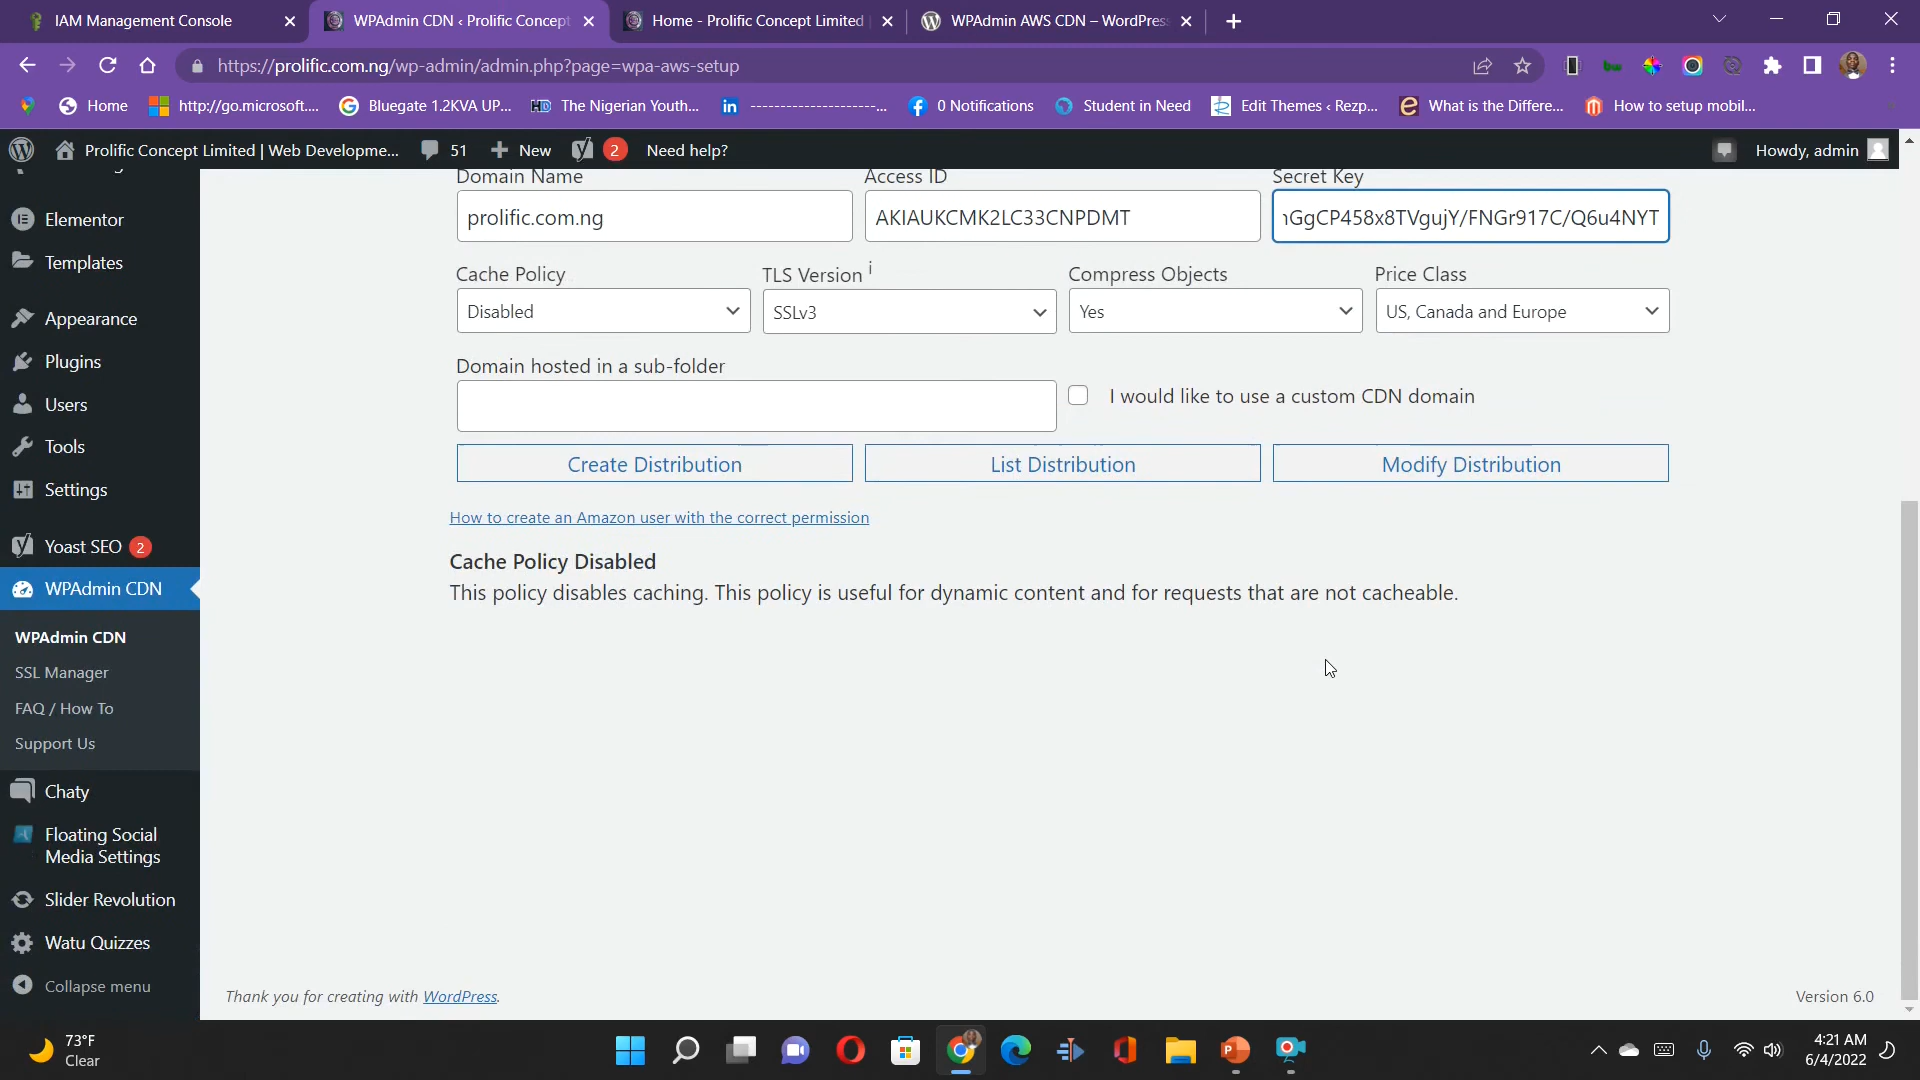 IAM Management Console
WPAdmin CDN ‹ Prolific Concept
Home - Prolific Concept Limited
WPAdmin AWS CDN – WordPress
https://prolific.com.ng/wp-admin/admin.php?page=wpa-aws-setup
Home
http://go.microsoft....
Bluegate 1.2KVA UP...
The Nigerian Youth...
--------------------...
0 Notifications
Student in Need
Edit Themes ‹ Rezp...
What is the Differe...
How to setup mobil...
Prolific Concept Limited | Web Developme...
51
New
2
Need help?
Howdy, admin
Elementor
Templates
Appearance
Plugins
Users
Tools
Settings
Yoast SEO 2
WPAdmin CDN
WPAdmin CDN
SSL Manager
FAQ / How To
Support Us
Chaty
Floating Social
Media Settings
Slider Revolution
Watu Quizzes
Collapse menu
Domain Name
Access ID
Secret Key
prolific.com.ng
AKIAUKCMK2LC33CNPDMT
GgCP458x8TVgujY/FNGr917C/Q6u4NYT
Cache Policy
TLS Version i
Compress Objects
Price Class
Disabled
SSLv3
Yes
US, Canada and Europe
Domain hosted in a sub-folder
I would like to use a custom CDN domain
Create Distribution
List Distribution
Modify Distribution
How to create an Amazon user with the correct permission
Cache Policy Disabled
This policy disables caching. This policy is useful for dynamic content and for requests that are not cacheable.
Thank you for creating with WordPress.
Version 6.0
73°F
Clear
4:21 AM
6/4/2022